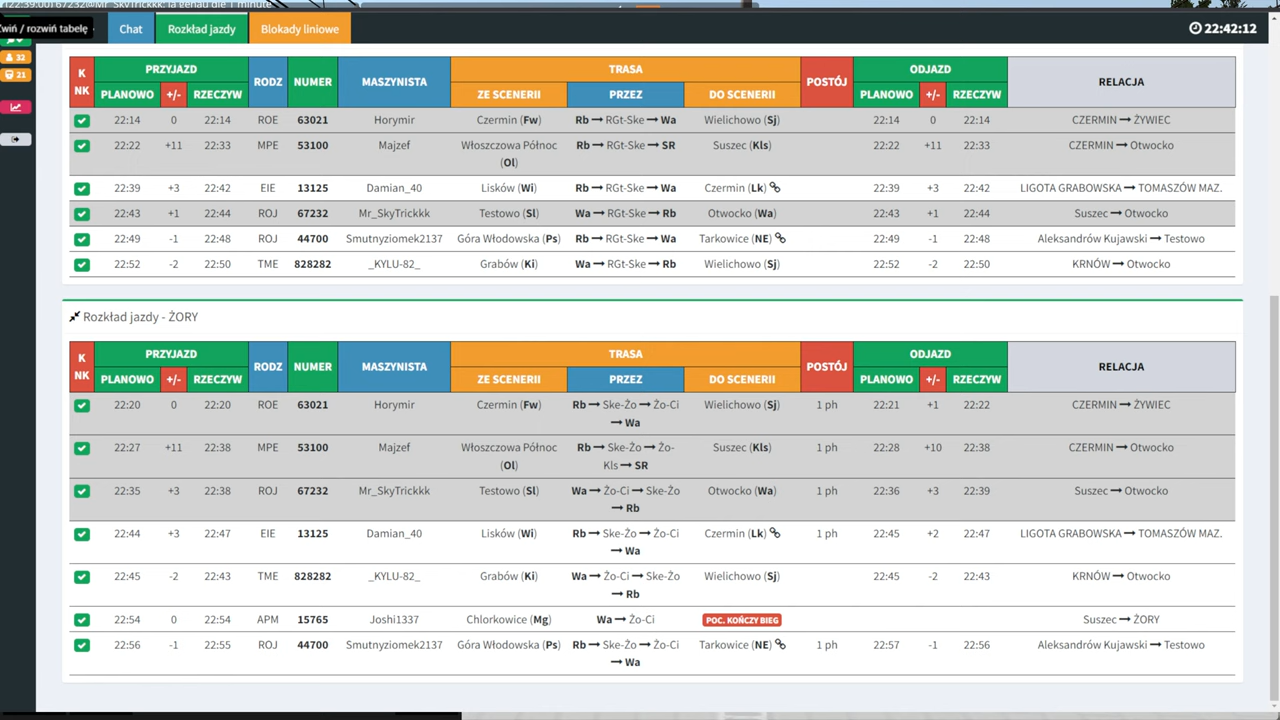 (22:39:00) 67232@Mr_SkyTrickkk: ja genau die 1 minute
Zwiń / rozwiń tabelę Chat Rozkład jazdy Blokady liniowe 22:42:12
32
21
K NK PRZYJAZD RODZ NUMER MASZYNISTA TRASA POSTÓJ ODJAZD RELACJA
PLANOWO +/- RZECZYW ZE SCENERII PRZEZ DO SCENERII PLANOWO +/- RZECZYW
22:14 0 22:14 ROE 63021 Horymir Czermin (Fw) Rb → RGt-Ske → Wa Wielichowo (Sj) 22:14 0 22:14 CZERMIN → ŻYWIEC
22:22 +11 22:33 MPE 53100 Majzef Włoszczowa Północ Rb → RGt-Ske → SR Suszec (Kls) 22:22 +11 22:33 CZERMIN → Otwocko
(Ol)
22:39 +3 22:42 EIE 13125 Damian_40 Lisków (Wi) Rb → RGt-Ske → Wa Czermin (Lk) 22:39 +3 22:42 LIGOTA GRABOWSKA → TOMASZÓW MAZ.
22:43 +1 22:44 ROJ 67232 Mr_SkyTrickkk Testowo (Sl) Wa → RGt-Ske → Rb Otwocko (Wa) 22:43 +1 22:44 Suszec → Otwocko
22:49 -1 22:48 ROJ 44700 Smutnyziomek2137 Góra Włodowska (Ps) Rb → RGt-Ske → Wa Tarkowice (NE) 22:49 -1 22:48 Aleksandrów Kujawski → Testowo
22:52 -2 22:50 TME 828282 _KYLU-82_ Grabów (Ki) Wa → RGt-Ske → Rb Wielichowo (Sj) 22:52 -2 22:50 KRNÓW → Otwocko
Rozkład jazdy - ŻORY
K NK PRZYJAZD RODZ NUMER MASZYNISTA TRASA POSTÓJ ODJAZD RELACJA
PLANOWO +/- RZECZYW ZE SCENERII PRZEZ DO SCENERII PLANOWO +/- RZECZYW
22:20 0 22:20 ROE 63021 Horymir Czermin (Fw) Rb → Ske-Żo → Żo-Ci Wielichowo (Sj) 1 ph 22:21 +1 22:22 CZERMIN → ŻYWIEC
→ Wa
22:27 +11 22:38 MPE 53100 Majzef Włoszczowa Północ Rb → Ske-Żo → Żo- Suszec (Kls) 1 ph 22:28 +10 22:38 CZERMIN → Otwocko
(Ol) Kls → SR
22:35 +3 22:38 ROJ 67232 Mr_SkyTrickkk Testowo (Sl) Wa → Żo-Ci → Ske-Żo Otwocko (Wa) 1 ph 22:36 +3 22:39 Suszec → Otwocko
→ Rb
22:44 +3 22:47 EIE 13125 Damian_40 Lisków (Wi) Rb → Ske-Żo → Żo-Ci Czermin (Lk) 1 ph 22:45 +2 22:47 LIGOTA GRABOWSKA → TOMASZÓW MAZ.
→ Wa
22:45 -2 22:43 TME 828282 _KYLU-82_ Grabów (Ki) Wa → Żo-Ci → Ske-Żo Wielichowo (Sj) 22:45 -2 22:43 KRNÓW → Otwocko
→ Rb
22:54 0 22:54 APM 15765 Joshi1337 Chlorkowice (Mg) Wa → Żo-Ci POC. KOŃCZY BIEG Suszec → ŻORY
22:56 -1 22:55 ROJ 44700 Smutnyziomek2137 Góra Włodowska (Ps) Rb → Ske-Żo → Żo-Ci Tarkowice (NE) 1 ph 22:57 -1 22:56 Aleksandrów Kujawski → Testowo
→ Wa